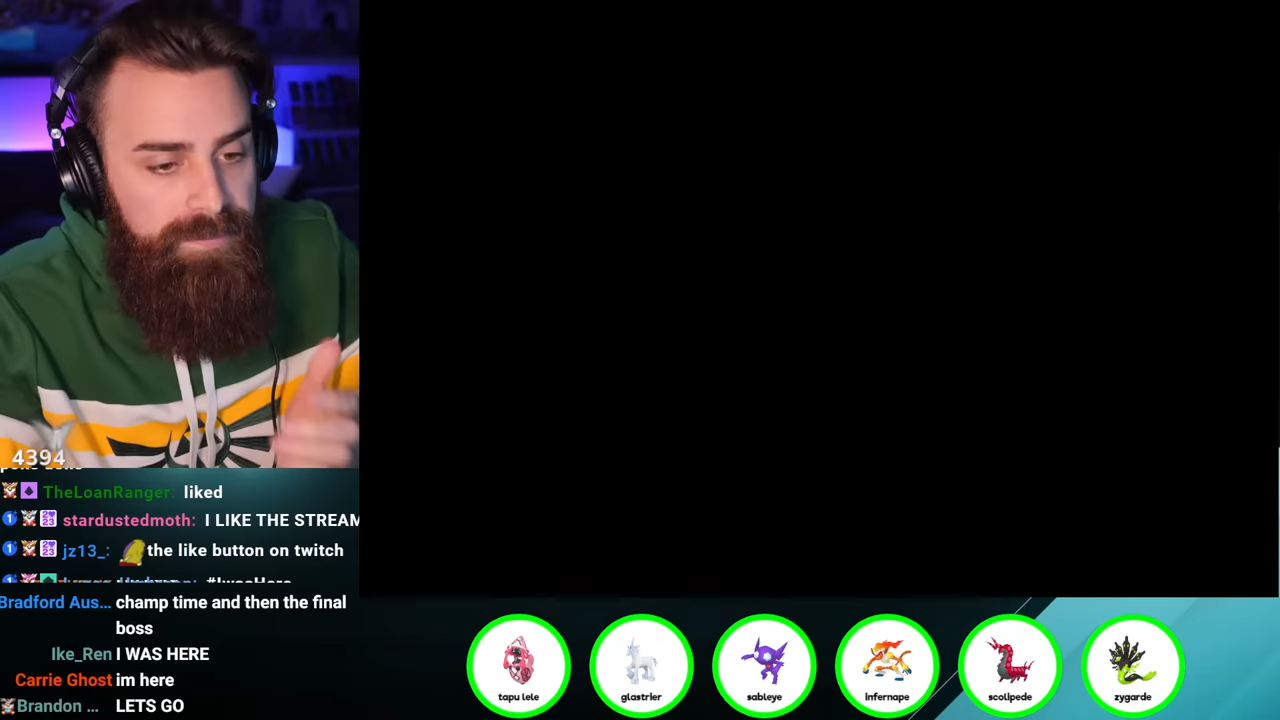 4394
TheLoanRanger: liked
stardustedmoth: I LIKE THE STREAM
jz13_: the like button on twitch
#IwasHere
Bradford Aus... champ time and then the final
boss
Ike_Ren I WAS HERE
Carrie Ghost im here
Brandon ... LETS GO
tapu lele
glastrier
sableye
infernape
scolipede
zygarde